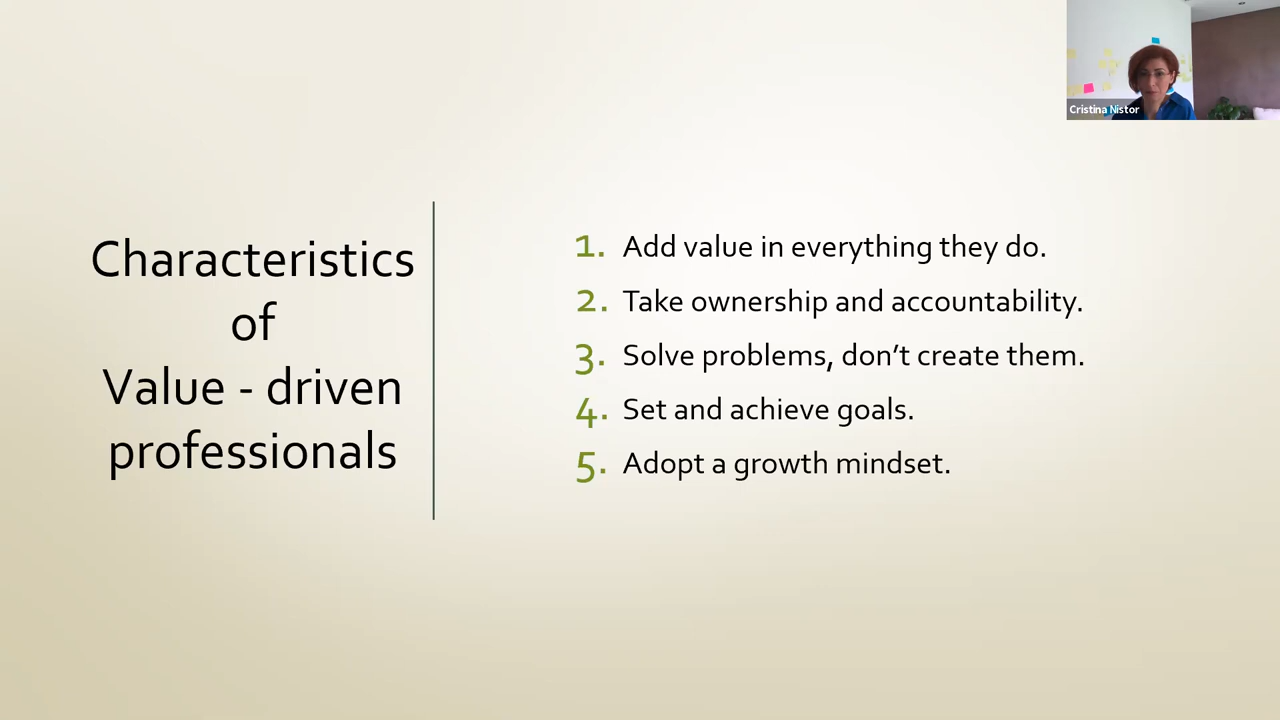 Cristina Nistor
Characteristics
of
Value - driven
professionals
1. Add value in everything they do.
2. Take ownership and accountability.
3. Solve problems, don’t create them.
4. Set and achieve goals.
5. Adopt a growth mindset.